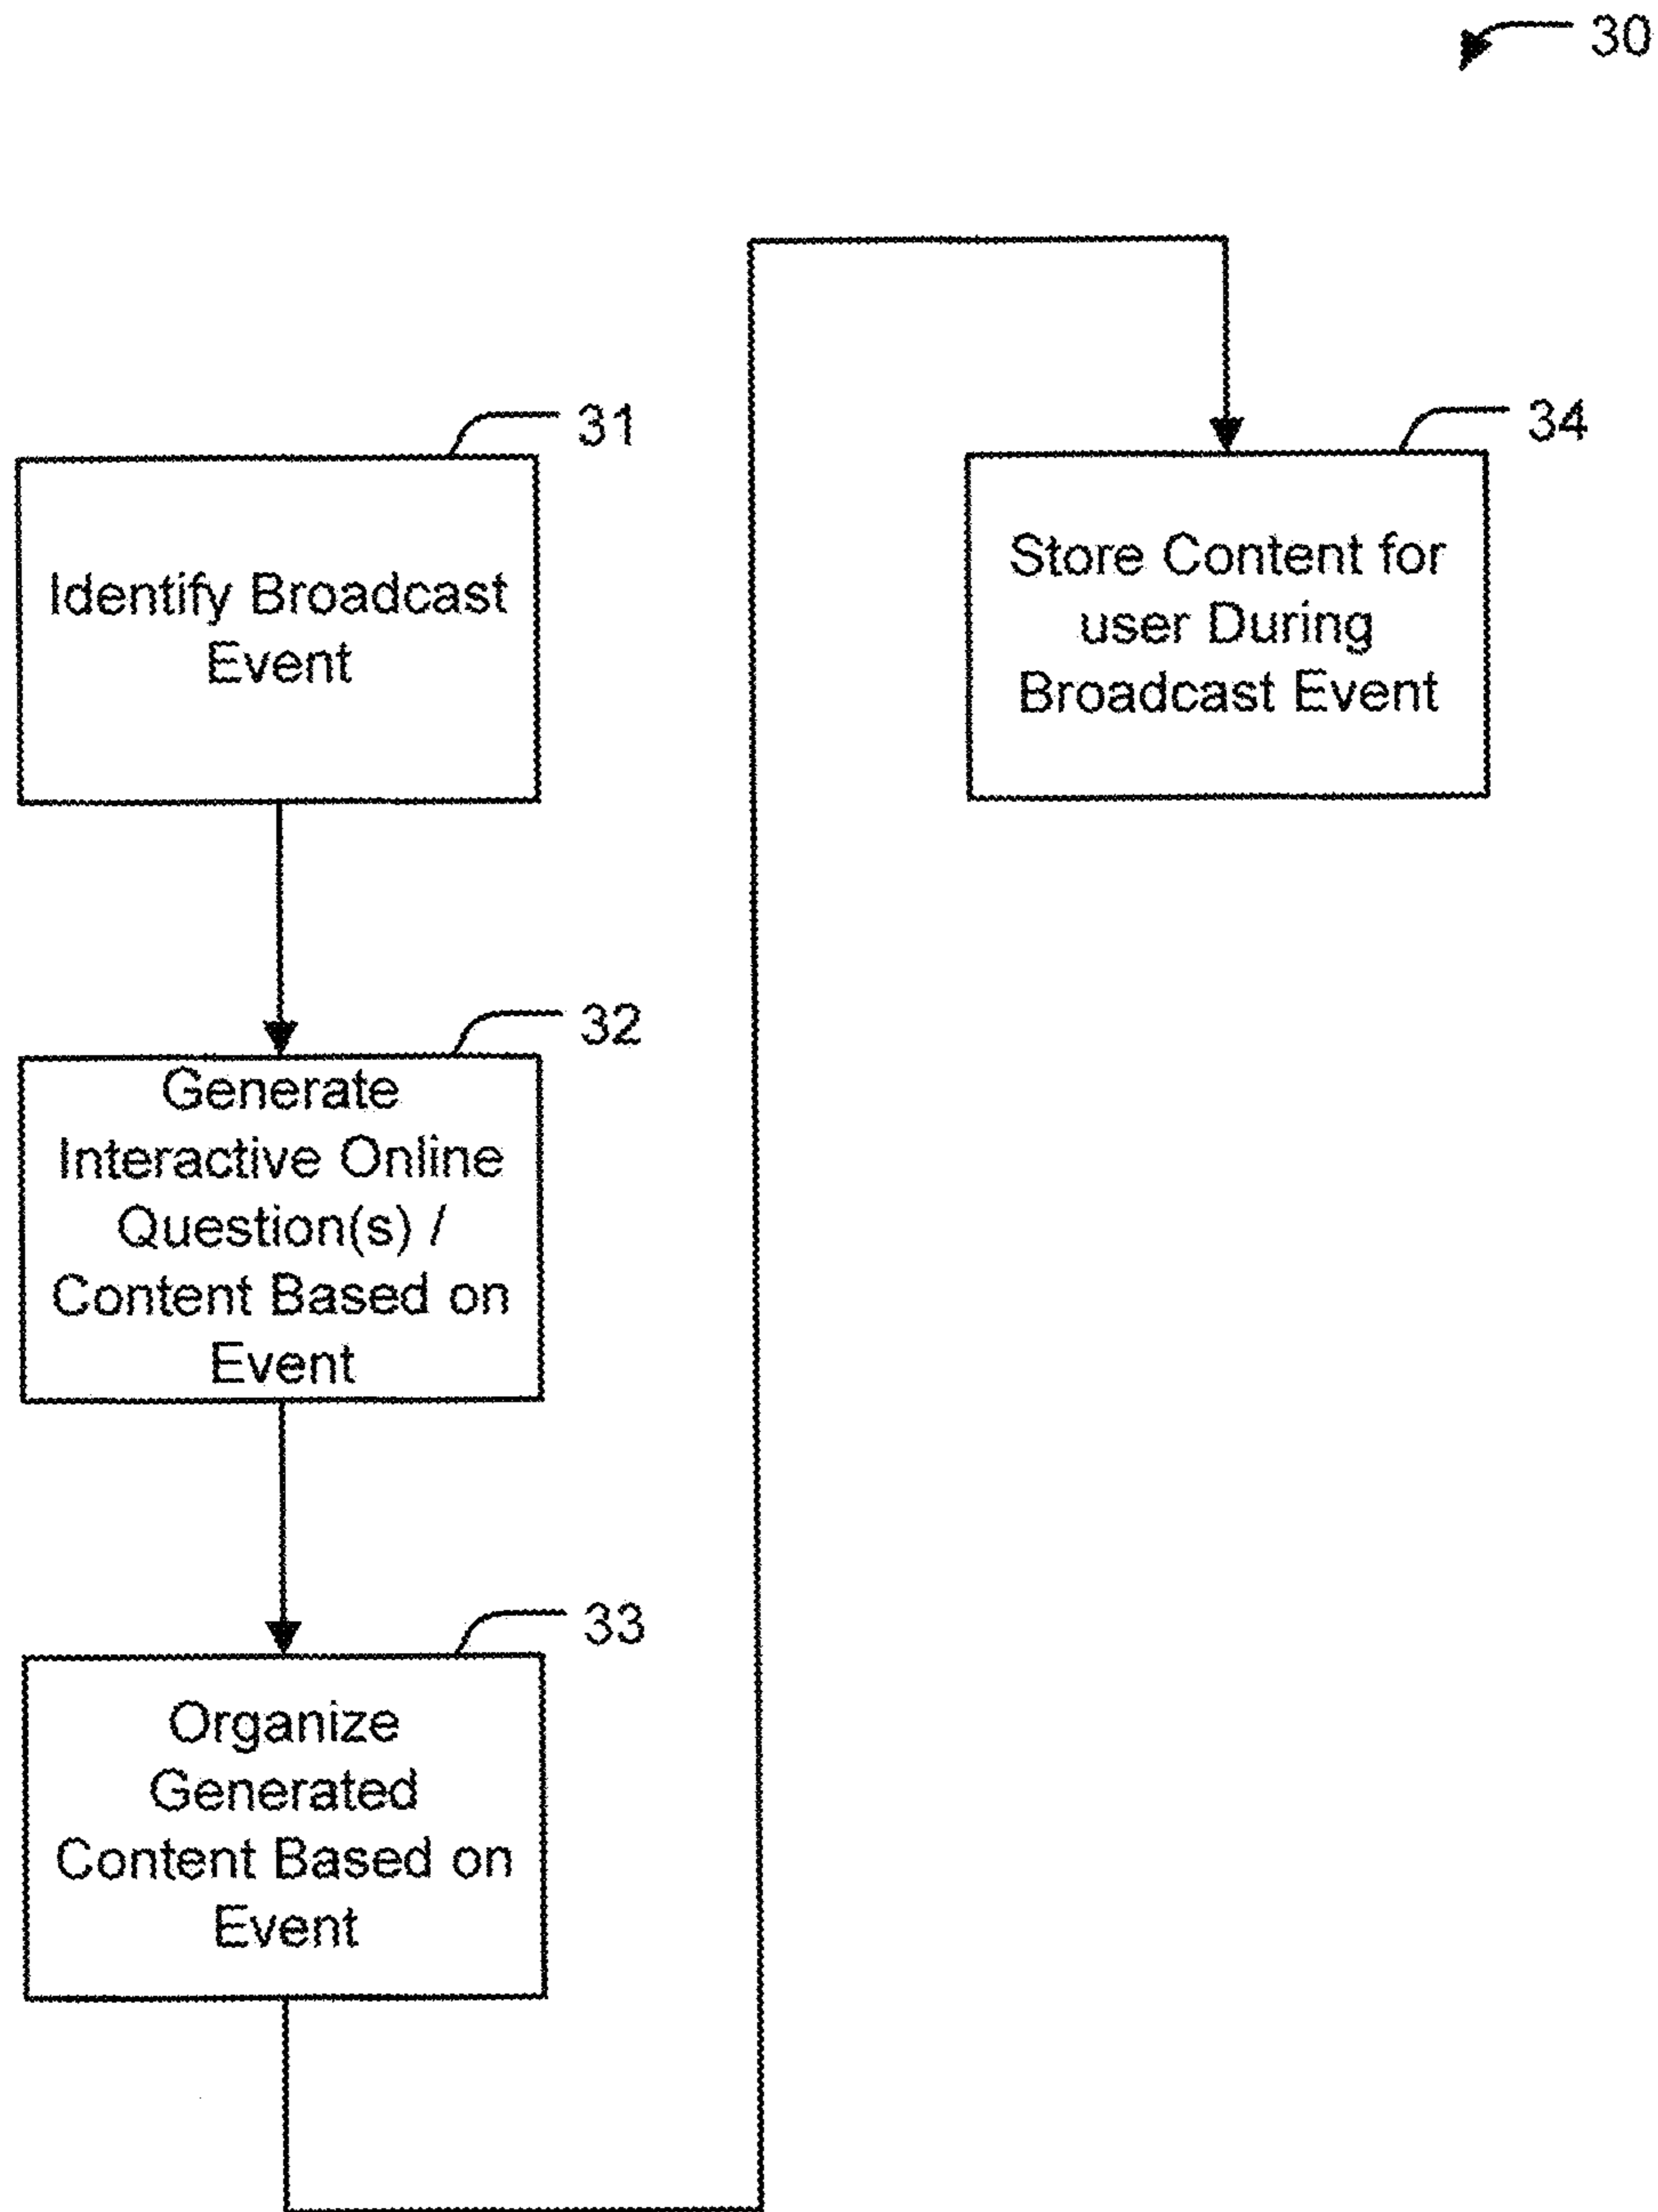 30
31
Identify Broadcast
Event
32
Generate
Interactive Online
Question(s) /
Content Based on
Event
33
Organize
Generated
Content Based on
Event
34
Store Content for
user During
Broadcast Event